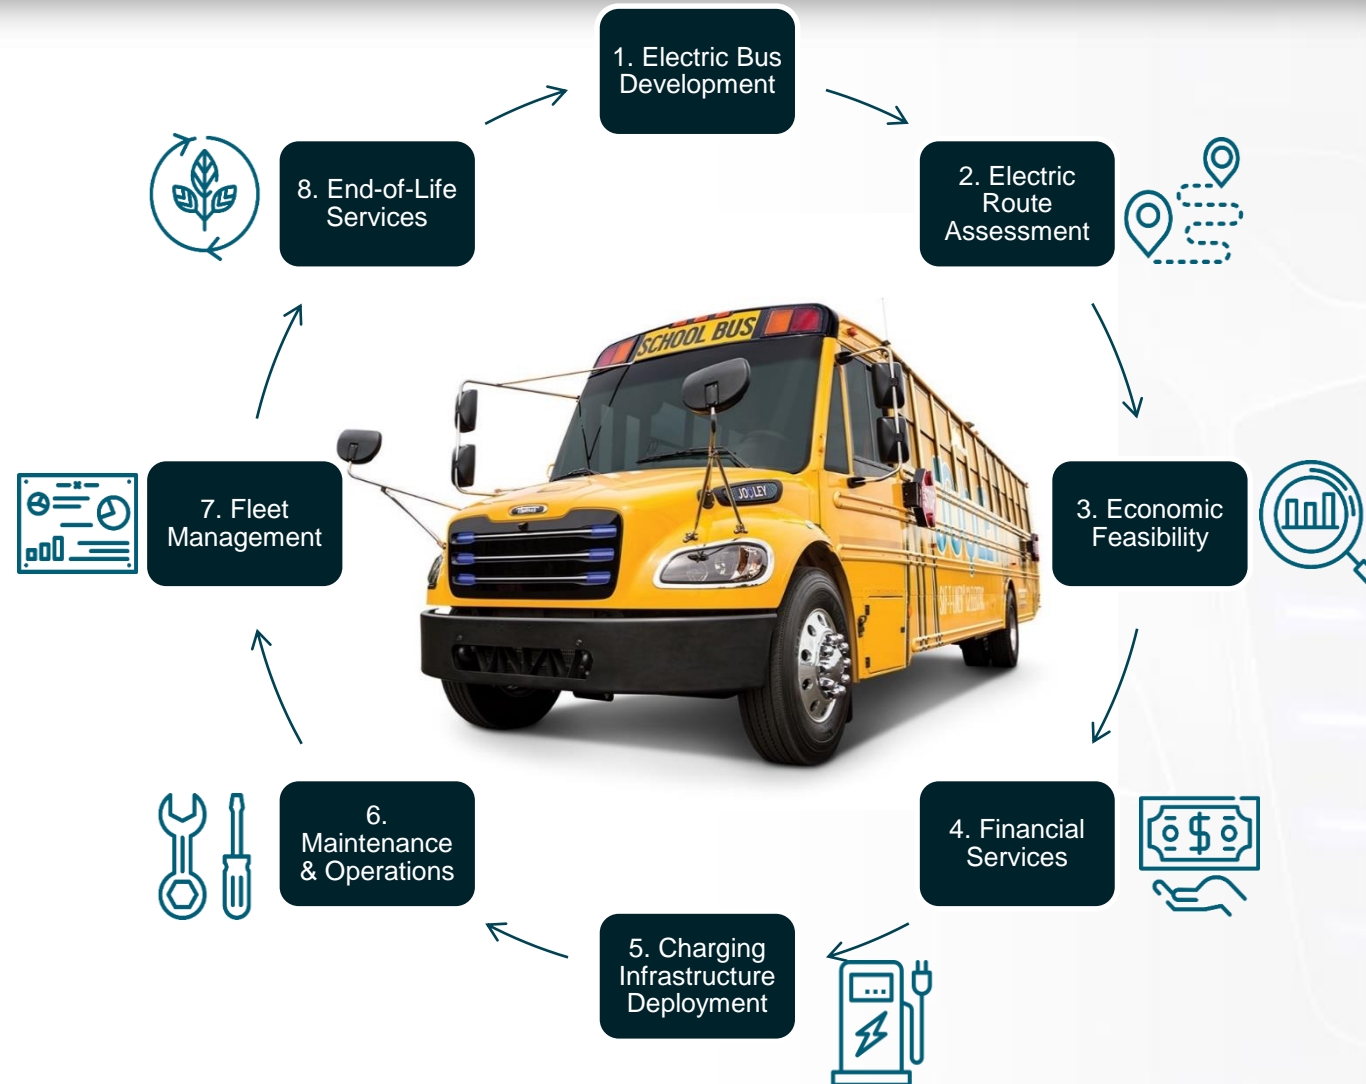 1. Electric Bus
Development
2. Electric
Route
Assessment
3. Economic
Feasibility
4. Financial
Services
5. Charging
Infrastructure
Deployment
6.
Maintenance
& Operations
7. Fleet
Management
8. End-of-Life
Services
SCHOOL BUS
JOULEY